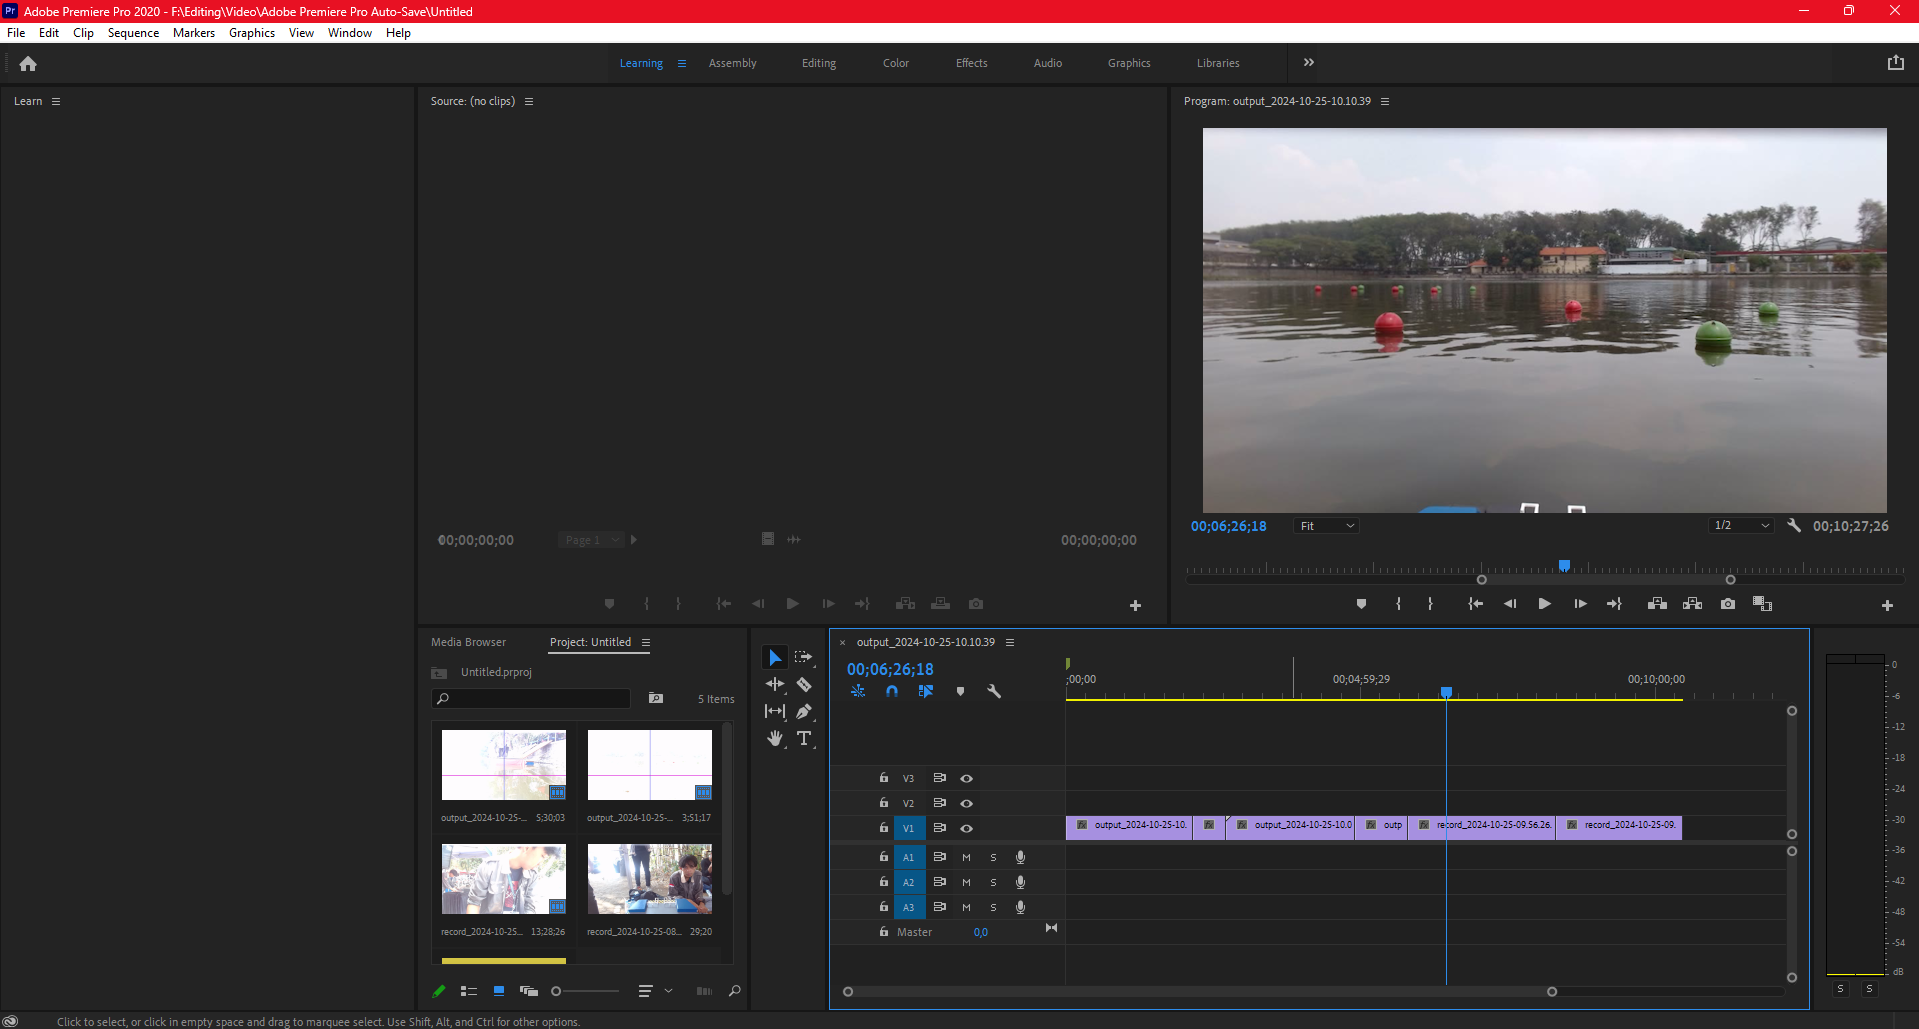 Pr Adobe Premiere Pro 2020 - F:\Editing\Video\Adobe Premiere Pro Auto-Save\Untitled
File Edit Clip Sequence Markers Graphics View Window Help
Learning Assembly Editing Color Effects Audio Graphics Libraries
Learn
Source: (no clips)
Program: output_2024-10-25-10.10.39
00;00;00;00 Page 1 00;00;00;00
00;06;26;18 Fit 1/2 00;10;27;26
Media Browser Project: Untitled
Untitled.prproj
5 Items
output_2024-10-25-... 5;30;03
output_2024-10-25-... 3;51;17
record_2024-10-25... 13;28;26
record_2024-10-25-08... 29;20
T
× output_2024-10-25-10.10.39
00;06;26;18
;00;00 00;04;59;29 00;10;00;00
V3
V2
V1
fx output_2024-10-25-10. fx fx output_2024-10-25-10.0 fx outp fx record_2024-10-25-09.56.26. fx record_2024-10-25-09.
A1 M S
A2 M S
A3 M S
Master 0,0
0
-6
-12
-18
-24
-30
-36
-42
-48
-54
dB
S S
Click to select, or click in empty space and drag to marquee select. Use Shift, Alt, and Ctrl for other options.